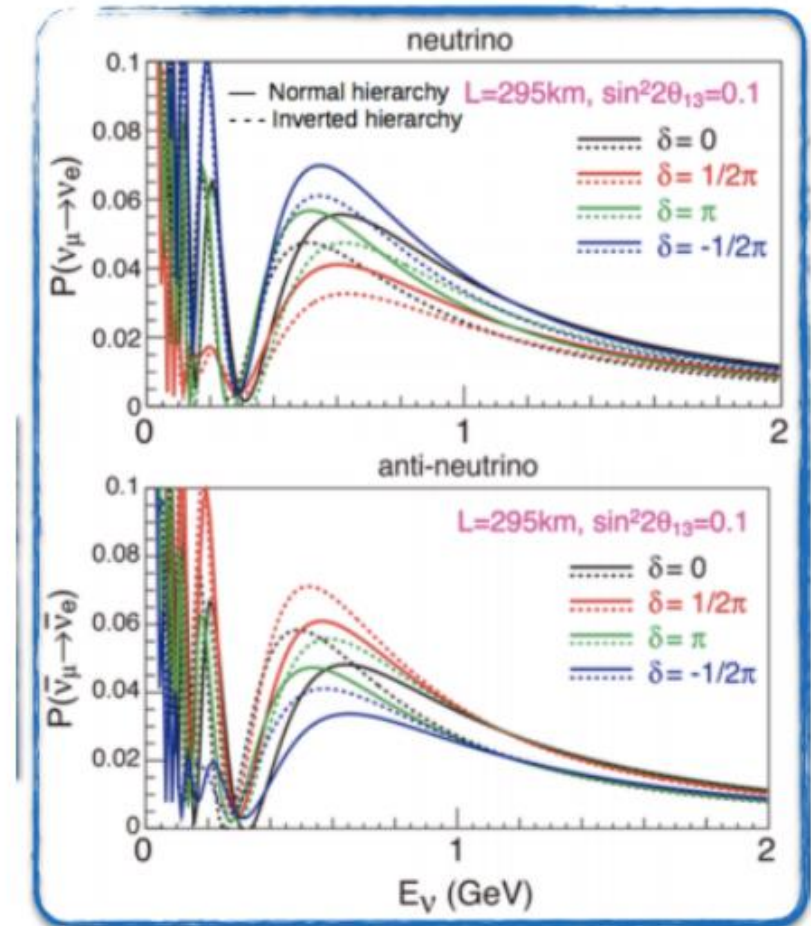 neutrino
P(νμ→νe)
0.1
0.08
0.06
0.04
0.02
0
— Normal hierarchy
--- Inverted hierarchy
L=295km, sin²2θ₁₃=0.1
δ= 0
δ= 1/2π
δ= π
δ= -1/2π
0 1 2
anti-neutrino
P(ν̄μ→ν̄e)
0.1
0.08
0.06
0.04
0.02
0
L=295km, sin²2θ₁₃=0.1
δ= 0
δ= 1/2π
δ= π
δ= -1/2π
0 1 2
Eν (GeV)